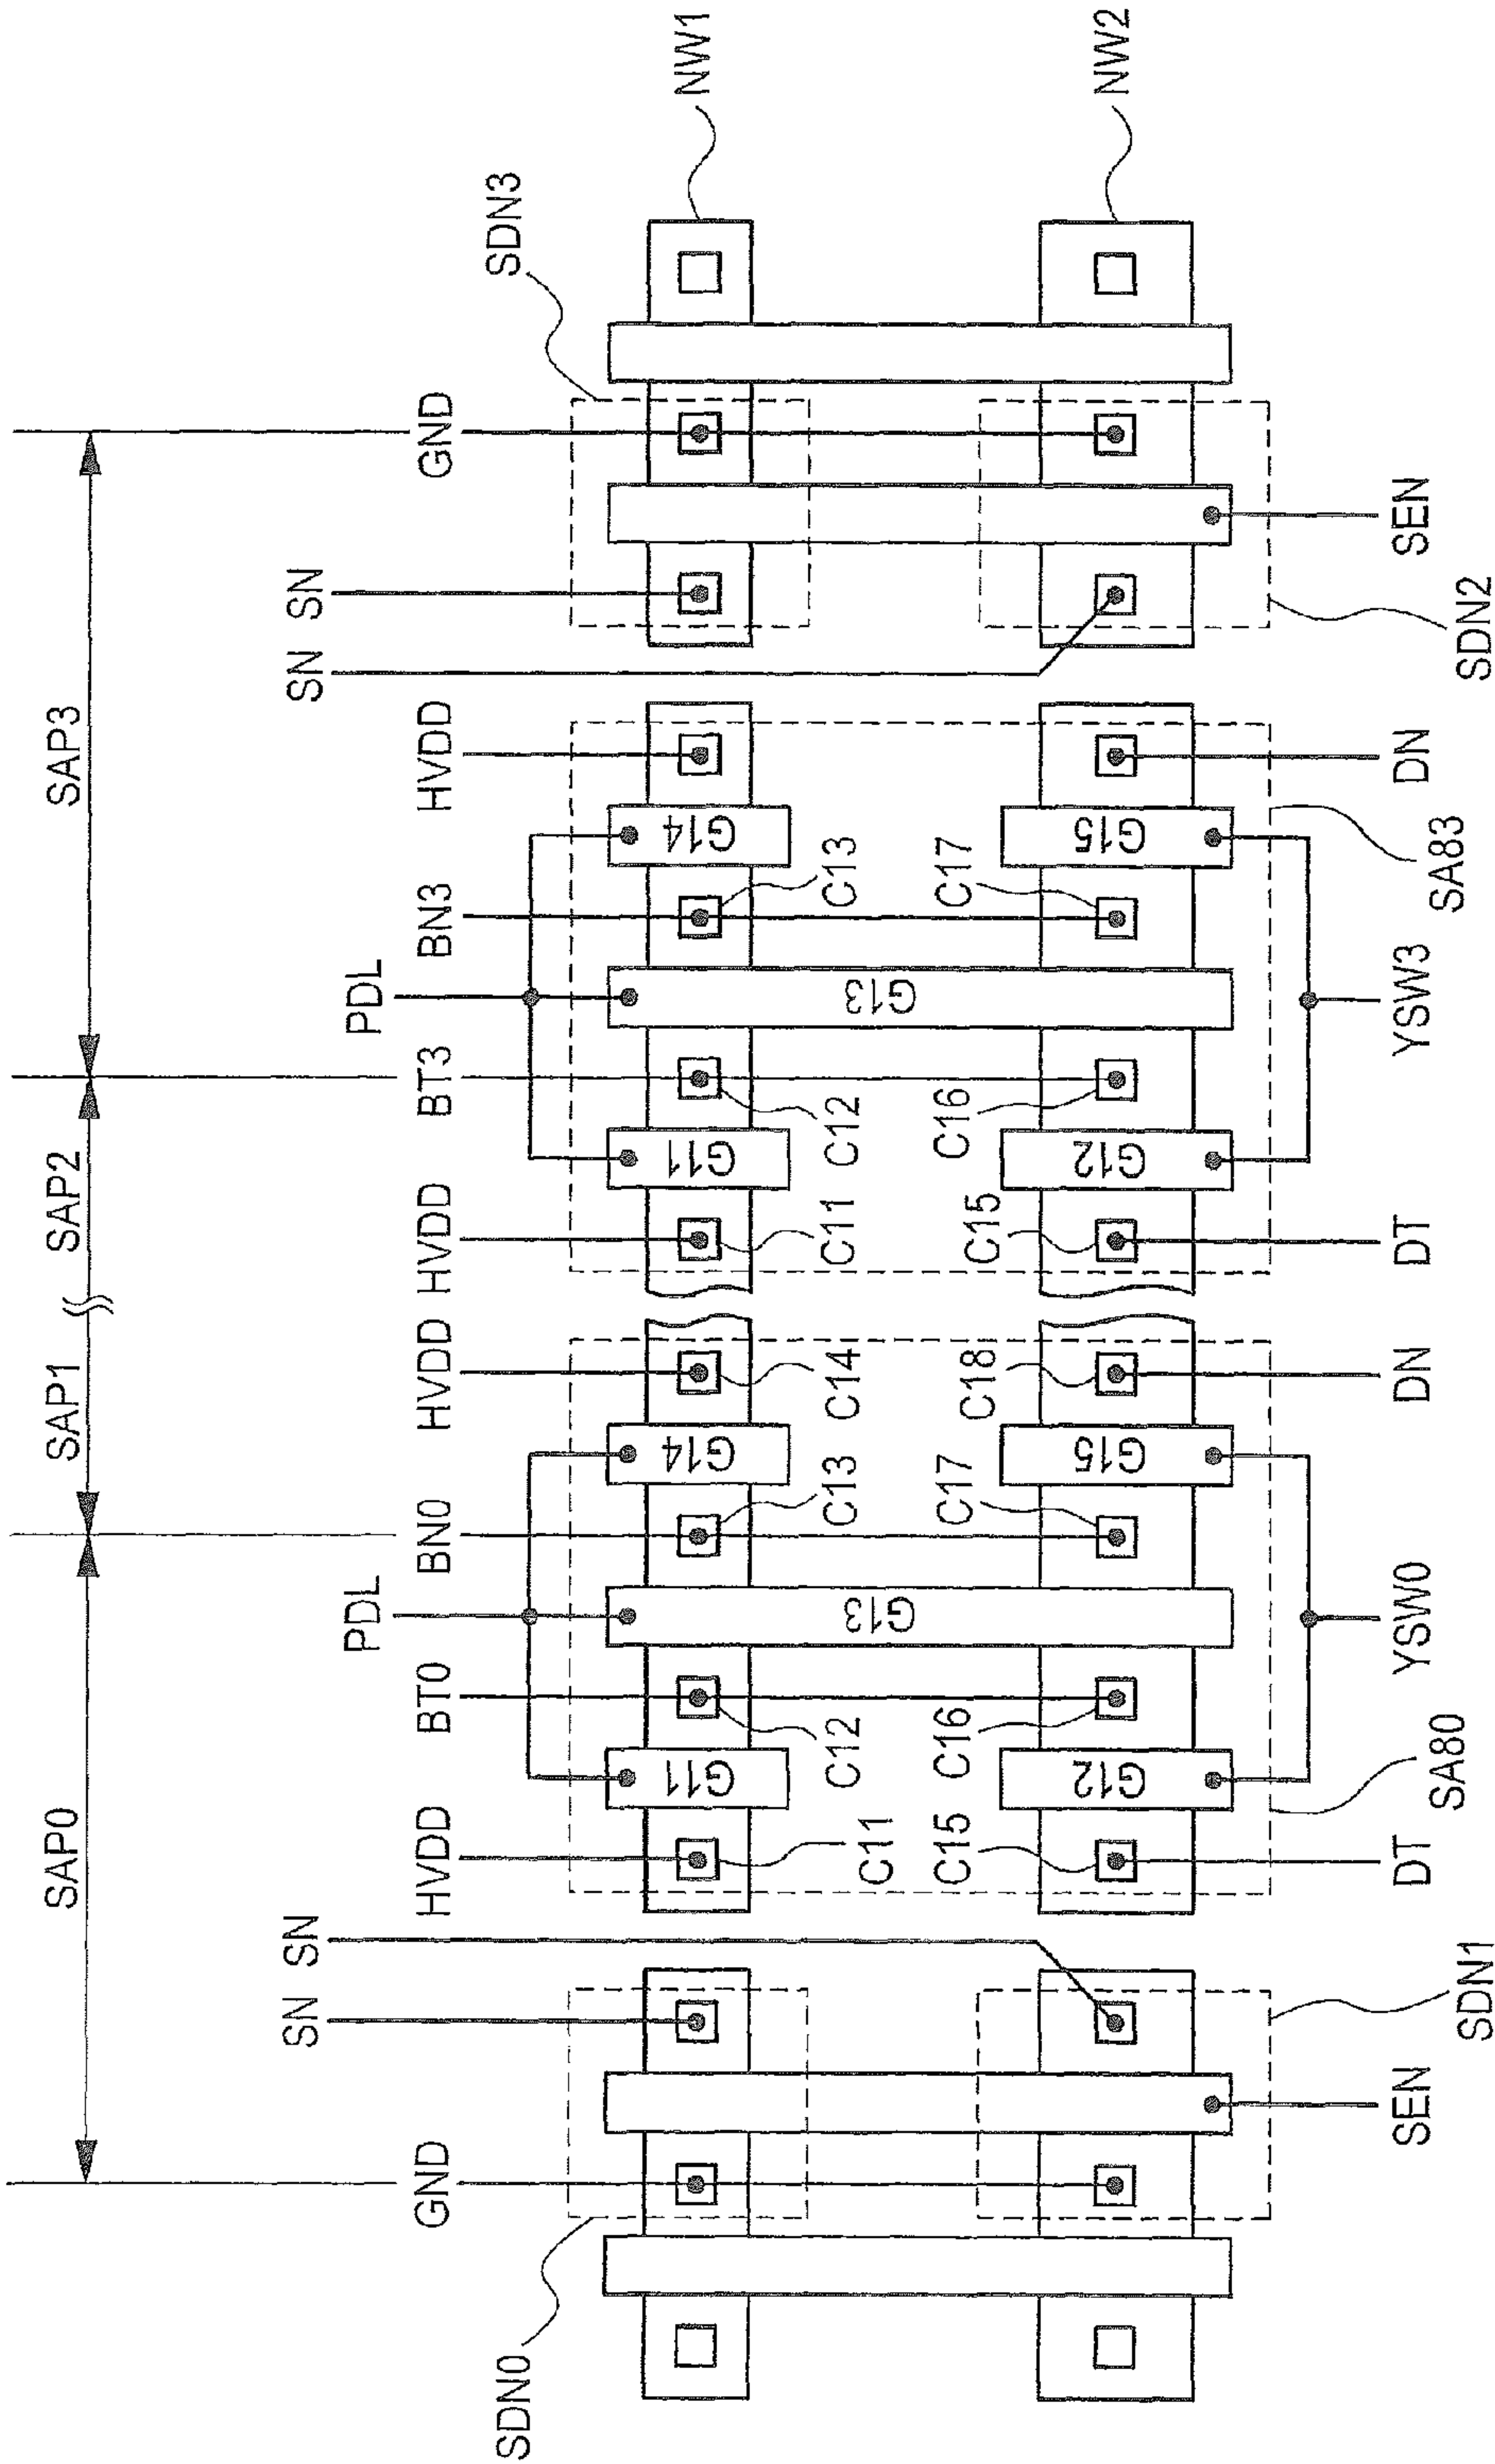 SAP0 SAP1 SAP2 SAP3
SN SN SN SN
PDL PDL
GND HVDD BT0 BN0 HVDD HVDD BT3 BN3 HVDD GND
SDN0 SDN3
G11 G14 G11 G14 NW1
C11 C12 C13 C14 C11 C12 C13
G13 G13
C15 C16 C17 C18 C15 C16 C17
G12 G15 G12 G15 NW2
SEN DT YSW0 DN DT YSW3 DN SEN
SDN1 SA80 SA83 SDN2